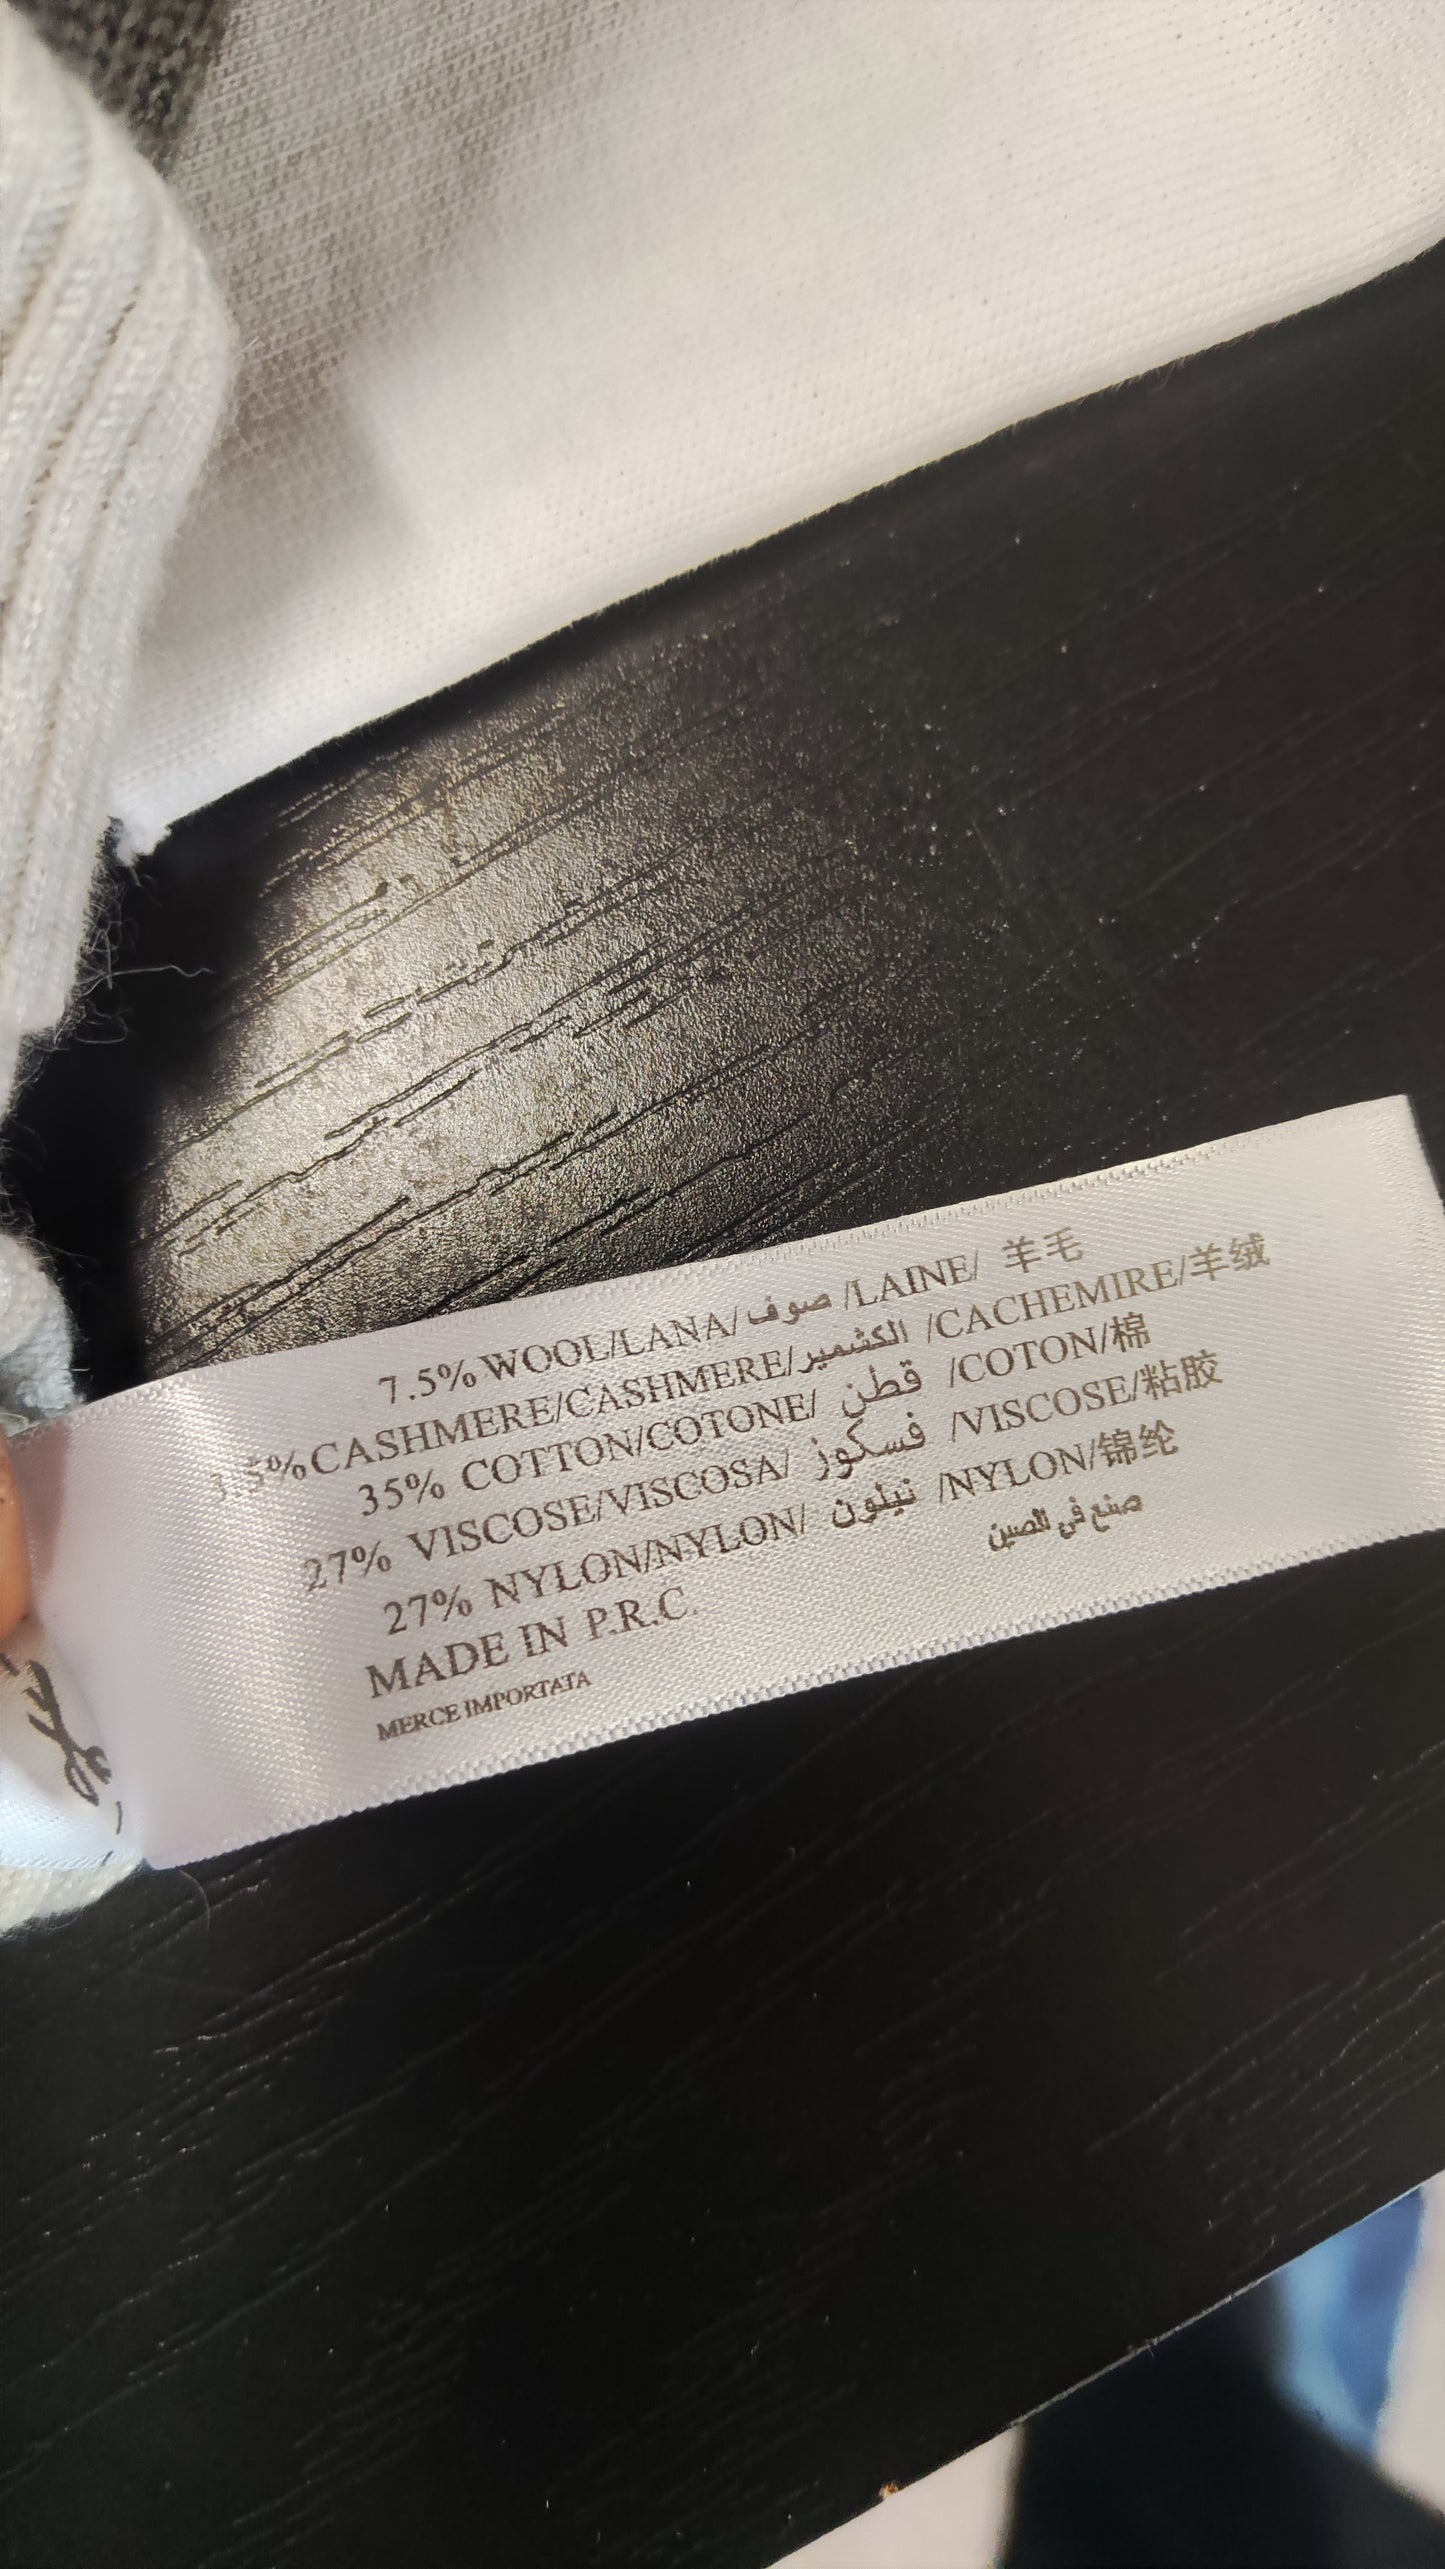 7.5% WOOL/LANA/صوف /LAINE/ 羊毛
3.5%CASHMERE/CASHMERE/الكشمير /CACHEMIRE/羊绒
35% COTTON/COTONE/ قطن /COTON/棉
27% VISCOSE/VISCOSA/ فسكوز /VISCOSE/粘胶
27% NYLON/NYLON/ نيلون /NYLON/锦纶
MADE IN P.R.C. صنع في الصين
MERCE IMPORTATA